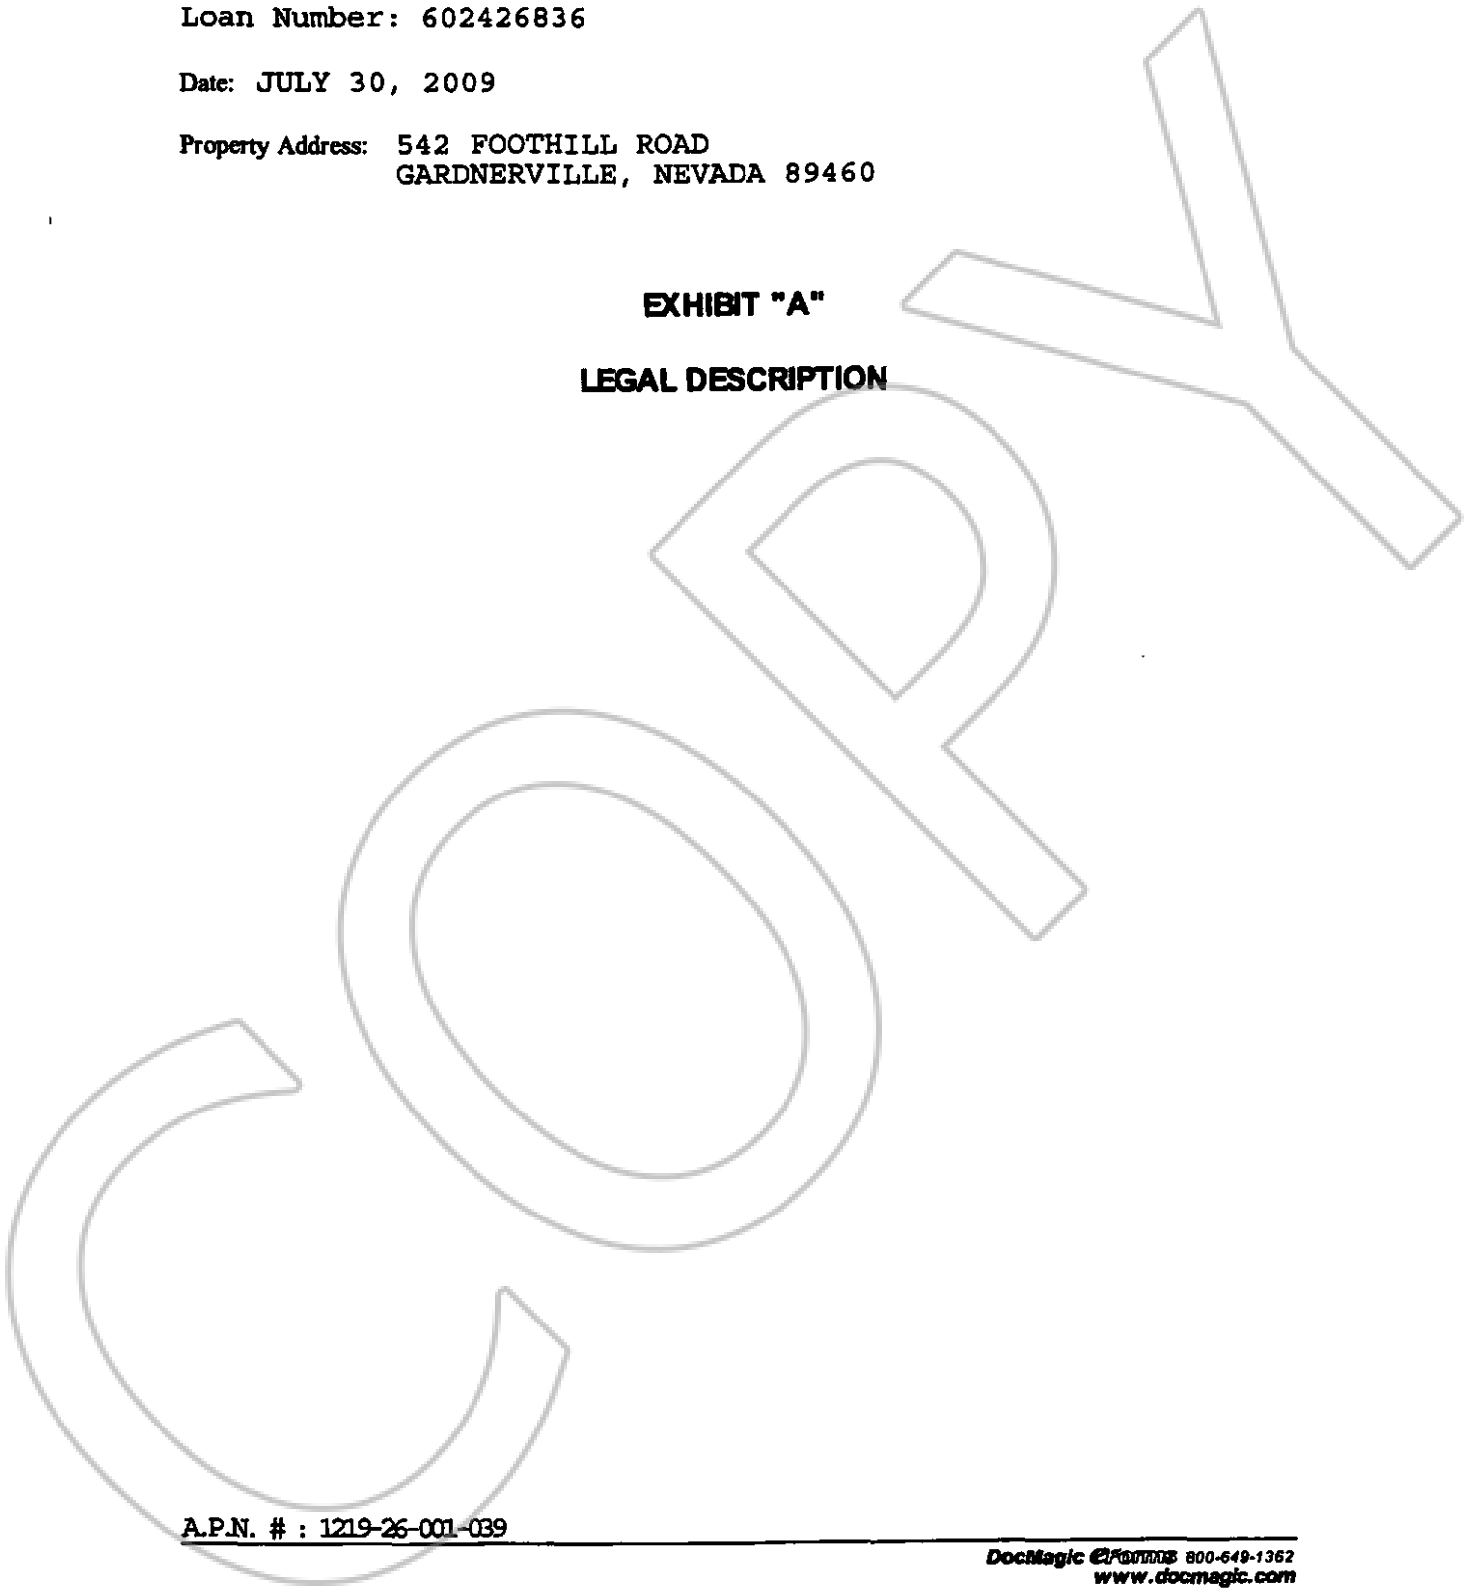 Loan Number: 602426836
Date: JULY 30, 2009
Property Address: 542 FOOTHILL ROAD
GARDNERVILLE, NEVADA 89460
EXHIBIT "A"
LEGAL DESCRIPTION
COPY
A.P.N. # : 1219-26-001-039
DocMagic 800-649-1362
www.docmagic.com